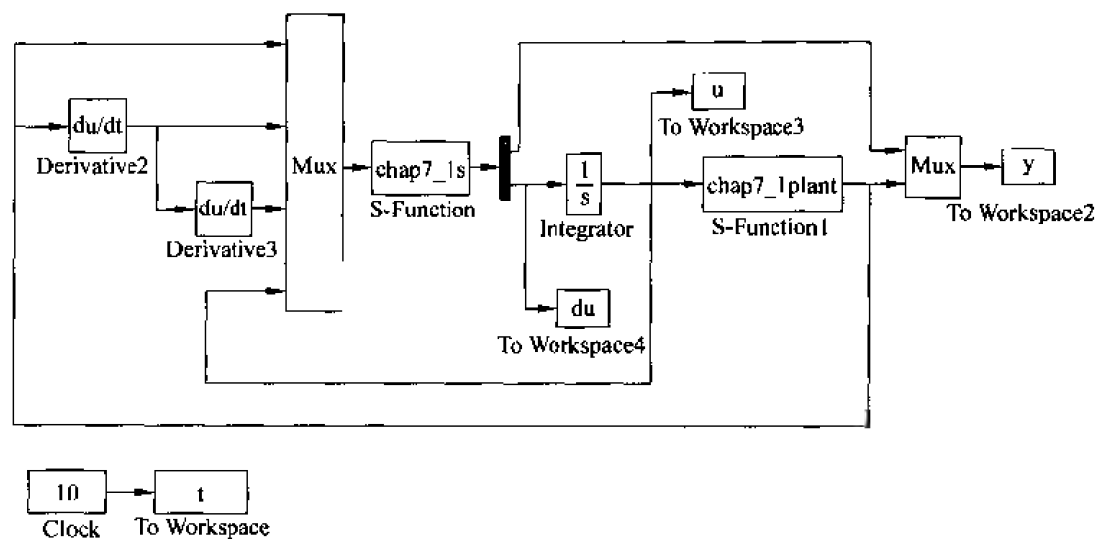 u
To Workspace3
du/dt
Derivative2
Mux
chap7_1s
S-Function
1
s
Integrator
chap7_1plant
S-Function1
Mux
y
To Workspace2
du/dt
Derivative3
du
To Workspace4
10
Clock
t
To Workspace